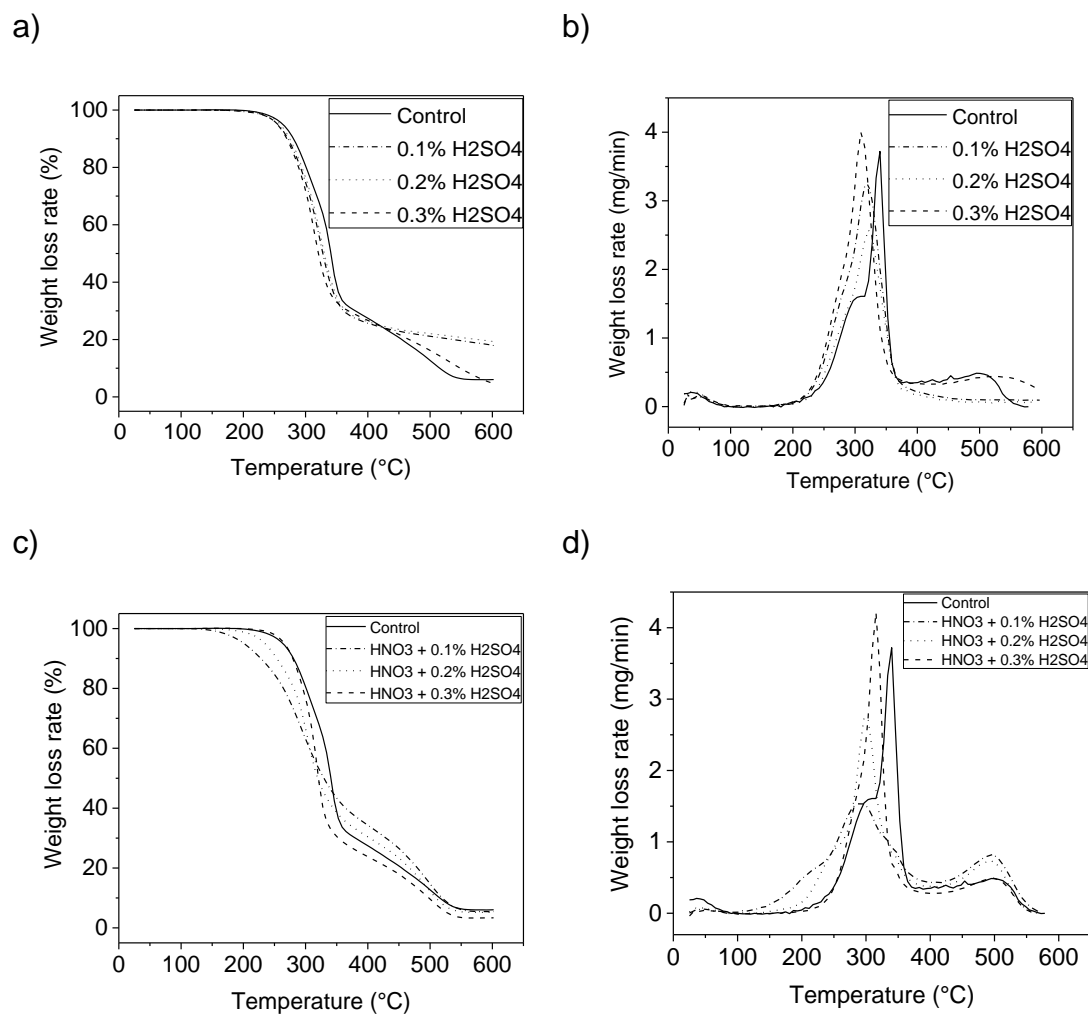 a)
Control
0.1% H2SO4
0.2% H2SO4
0.3% H2SO4
100
80
60
40
20
0
Weight loss rate (%)
0 100 200 300 400 500 600
Temperature (°C)
b)
Control
0.1% H2SO4
0.2% H2SO4
0.3% H2SO4
4
3
2
1
0
Weight loss rate (mg/min)
0 100 200 300 400 500 600
Temperature (°C)
c)
Control
HNO3 + 0.1% H2SO4
HNO3 + 0.2% H2SO4
HNO3 + 0.3% H2SO4
100
80
60
40
20
0
Weight loss rate (%)
0 100 200 300 400 500 600
Temperature (°C)
d)
Control
HNO3 + 0.1% H2SO4
HNO3 + 0.2% H2SO4
HNO3 + 0.3% H2SO4
4
3
2
1
0
Weight loss rate (mg/min)
0 100 200 300 400 500 600
Temperature (°C)